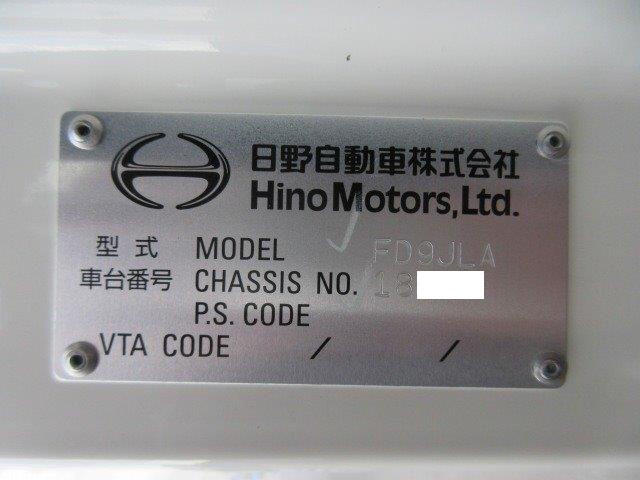 日野自動車株式会社
Hino Motors, Ltd.
型式 MODEL FD9JLA
車台番号 CHASSIS NO. 18
P.S. CODE
VTA CODE / /